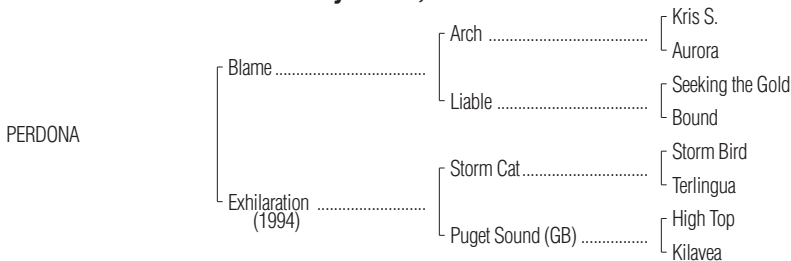 Kris S.
Arch ................................................
Aurora
Blame ..............................................
Seeking the Gold
Liable ..............................................
Bound
PERDONA
Storm Bird
Storm Cat........................................
Terlingua
Exhilaration .................................
(1994)
High Top
Puget Sound (GB) .....................
Kilavea